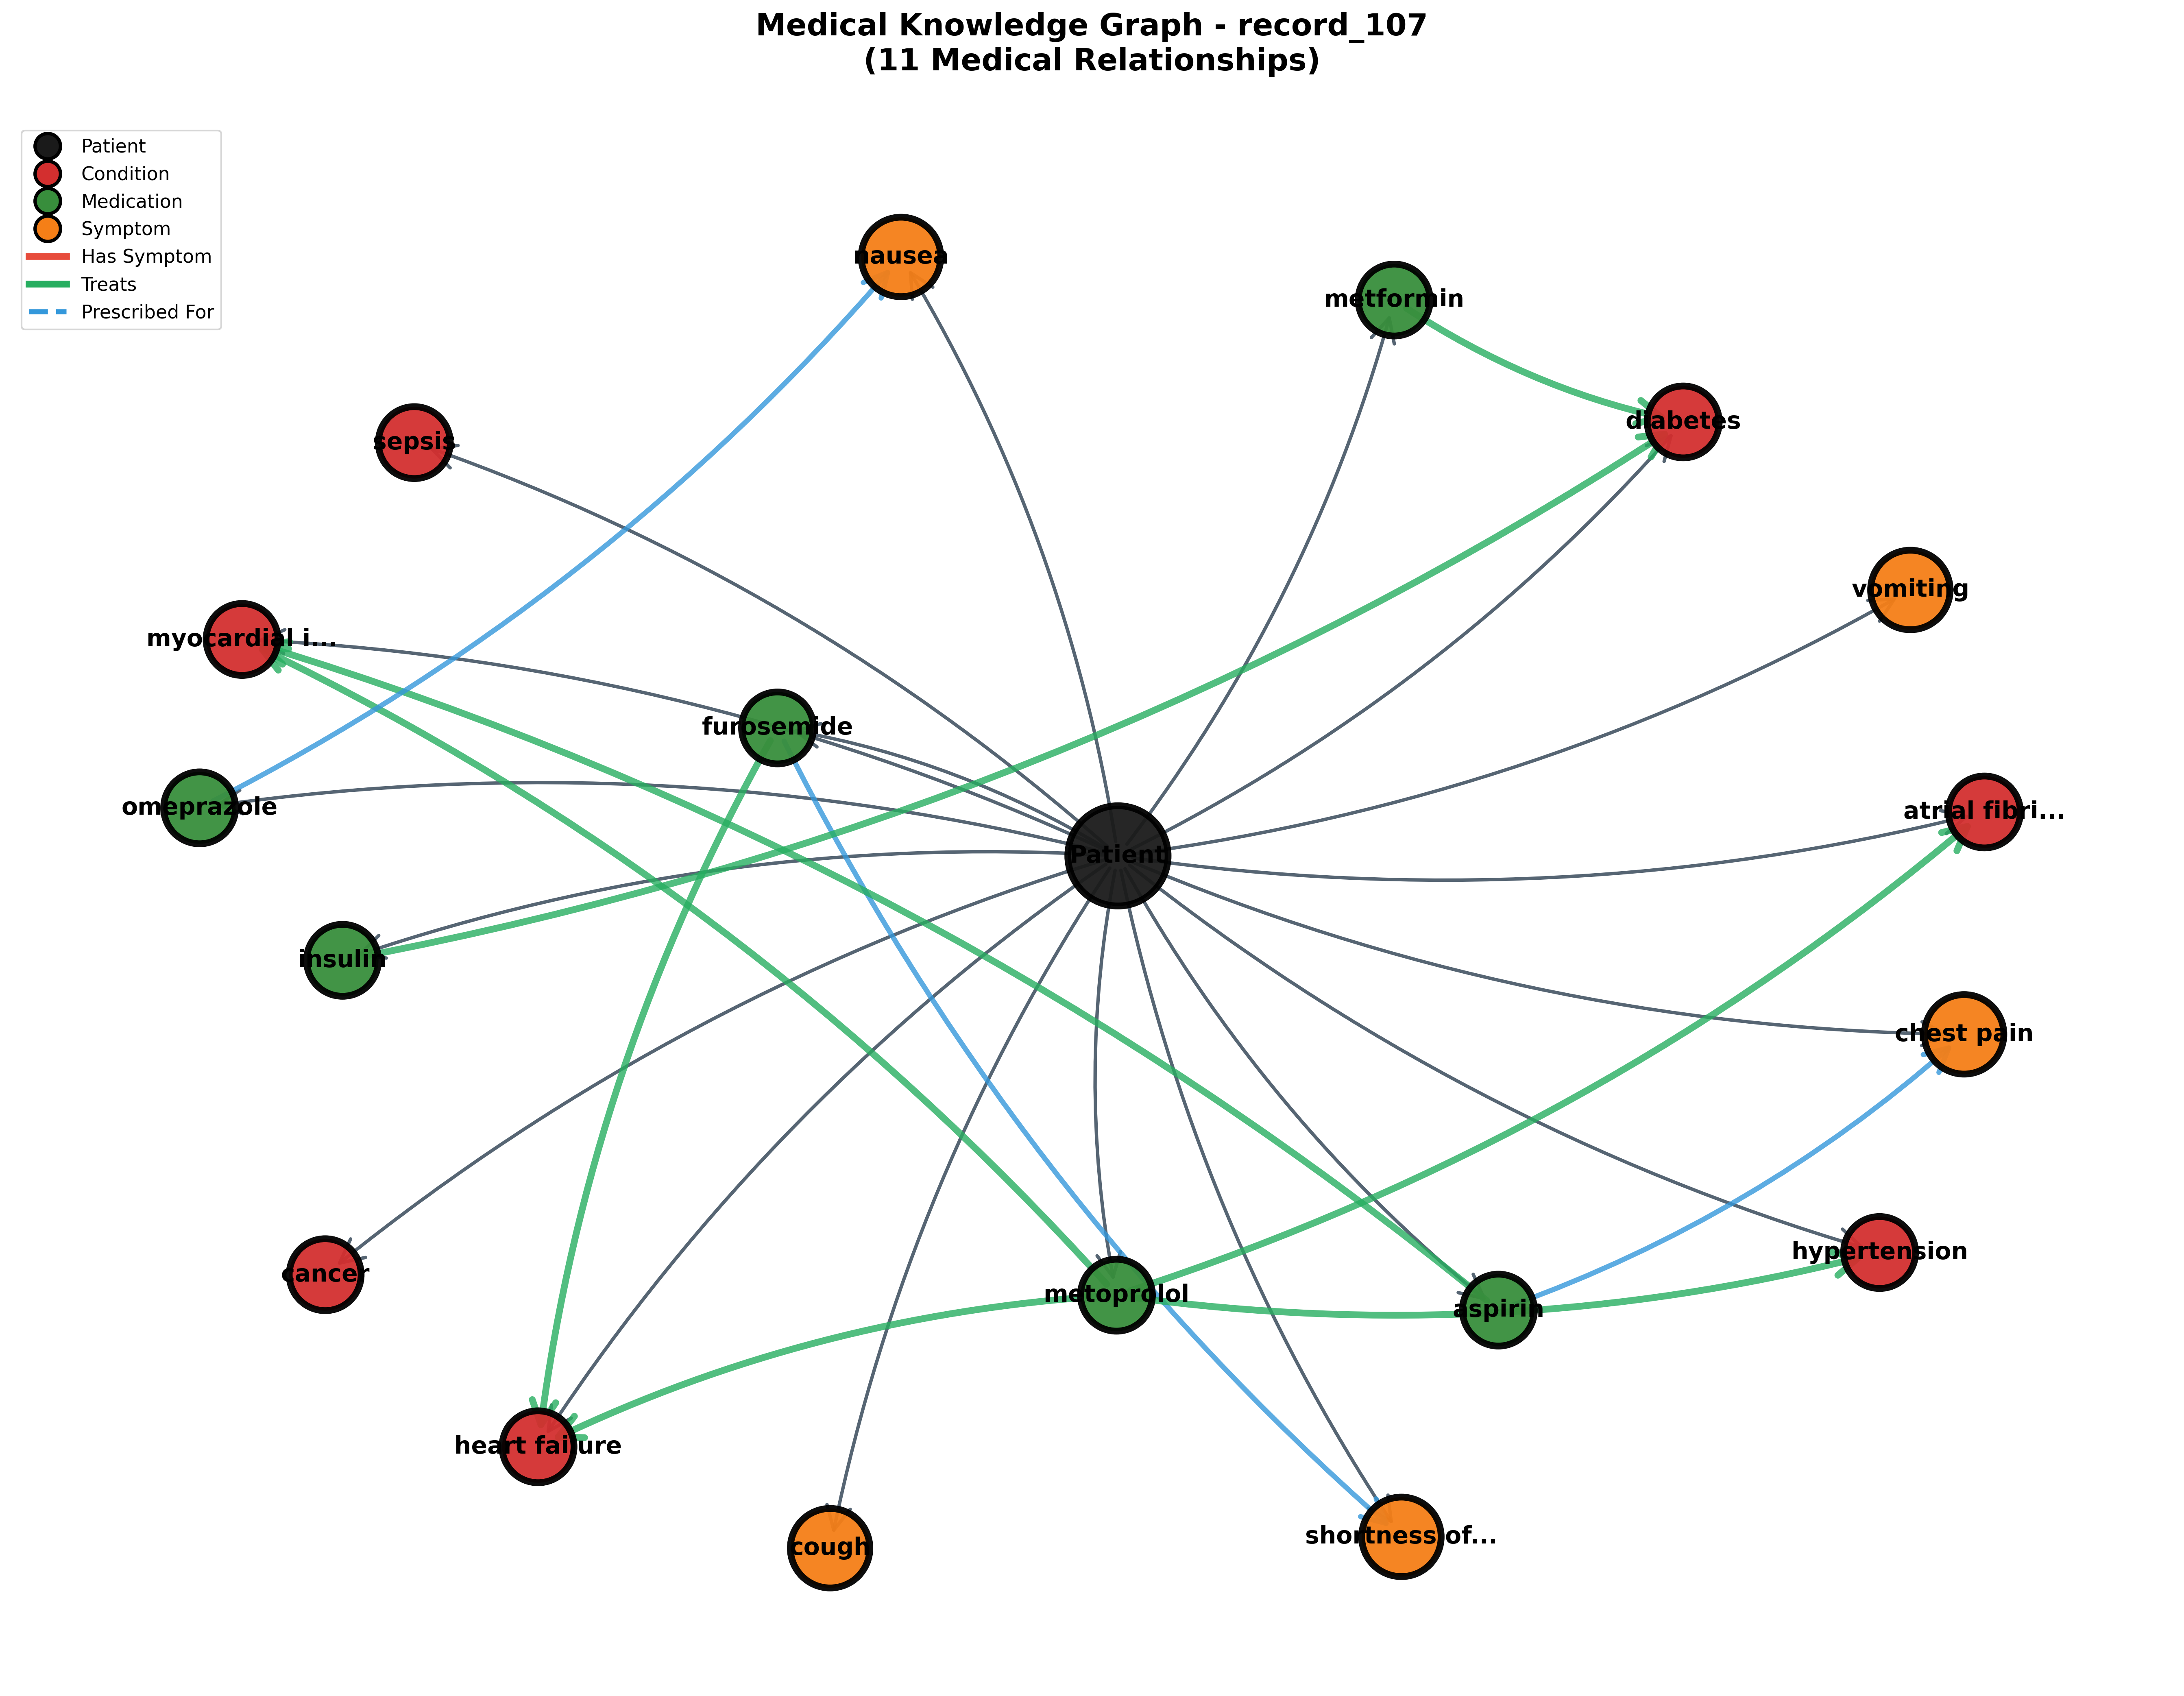 Medical Knowledge Graph - record_107
(11 Medical Relationships)
Patient
Condition
Medication
Symptom
Has Symptom
Treats
Prescribed For
nausea
metformin
diabetes
sepsis
vomiting
myocardial i...
furosemide
omeprazole
atrial fibri...
Patient
insulin
chest pain
hypertension
cancer
metoprolol
aspirin
heart failure
shortness of...
cough